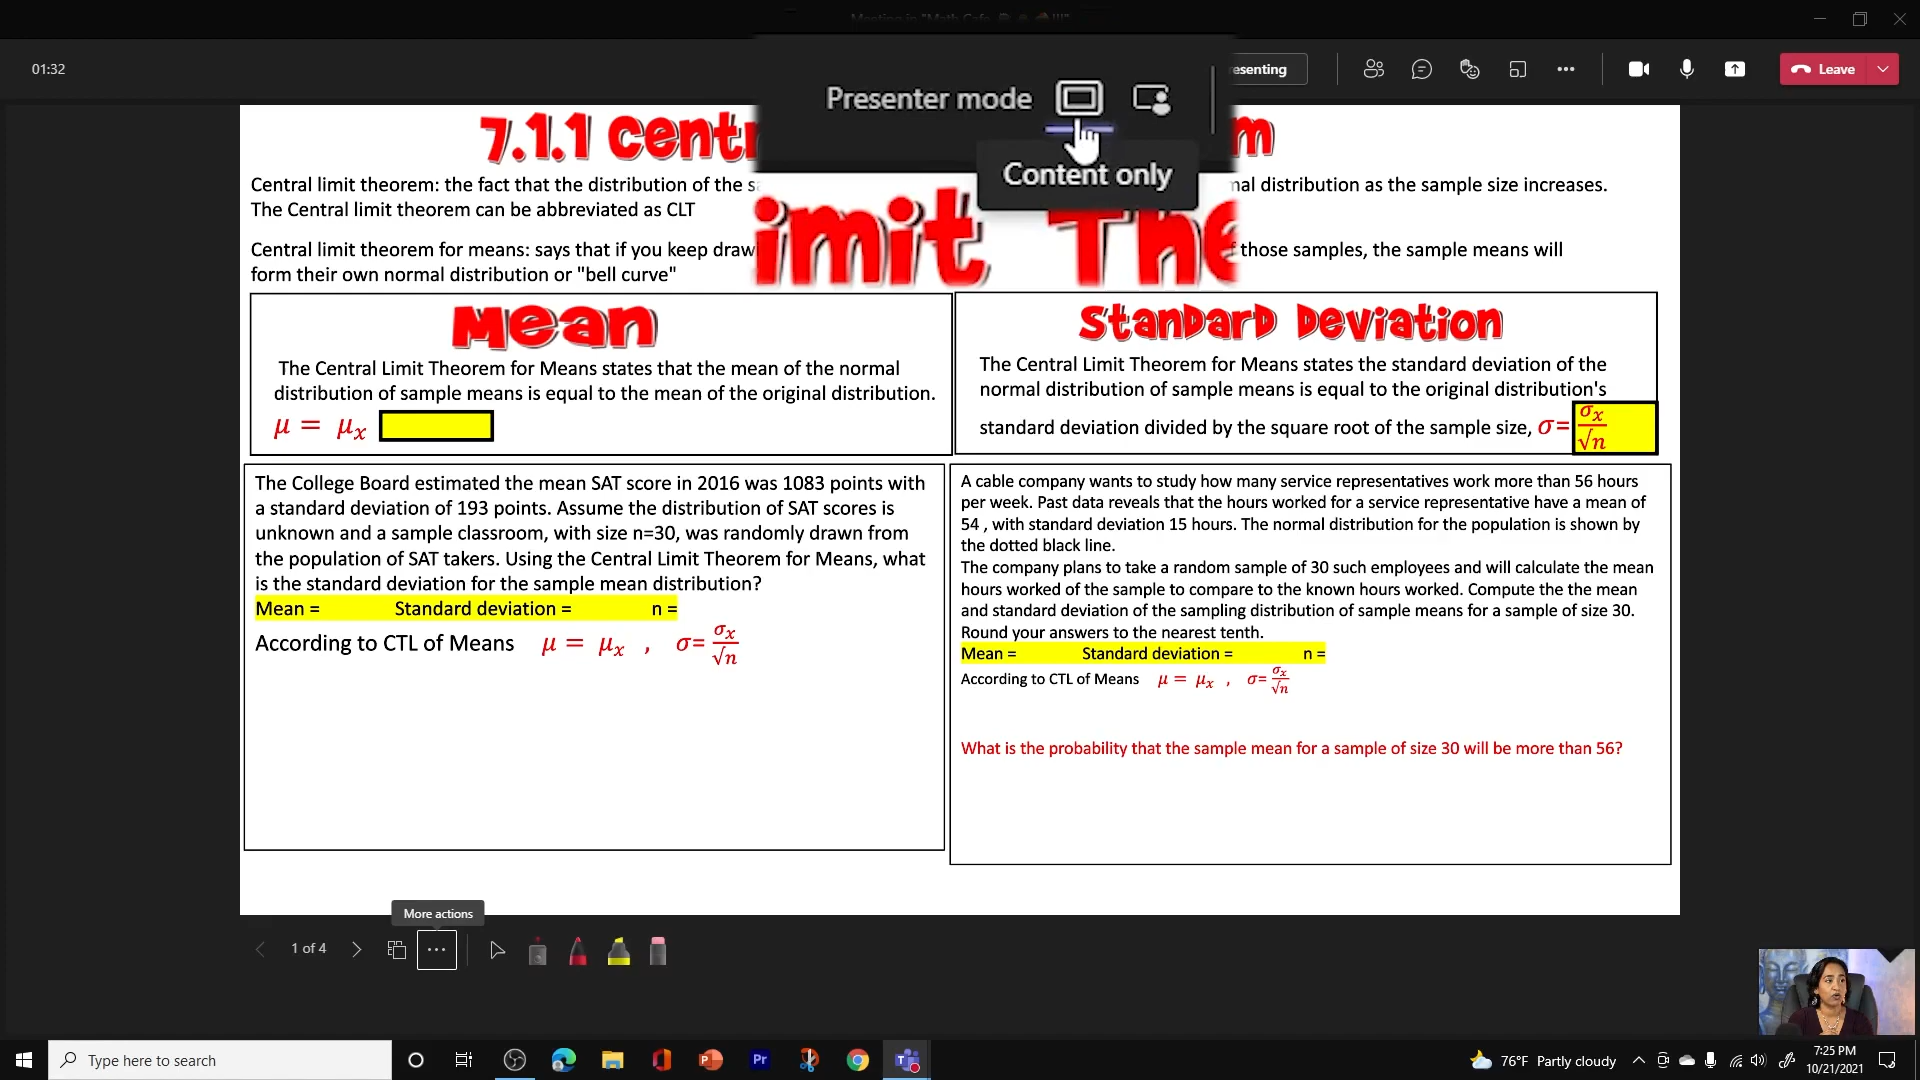 01:32
Presenter mode
esenting
Leave
Content only
7.1.1 Cent
m
Central limit theorem: the fact that the distribution of the s
nal distribution as the sample size increases.
The Central limit theorem can be abbreviated as CLT
imit The
Central limit theorem for means: says that if you keep draw
those samples, the sample means will
form their own normal distribution or "bell curve"
Mean
The Central Limit Theorem for Means states that the mean of the normal
distribution of sample means is equal to the mean of the original distribution.
μ = μx
Standard Deviation
The Central Limit Theorem for Means states the standard deviation of the
normal distribution of sample means is equal to the original distribution's
standard deviation divided by the square root of the sample size, σ= σx/√n
The College Board estimated the mean SAT score in 2016 was 1083 points with
a standard deviation of 193 points. Assume the distribution of SAT scores is
unknown and a sample classroom, with size n=30, was randomly drawn from
the population of SAT takers. Using the Central Limit Theorem for Means, what
is the standard deviation for the sample mean distribution?
Mean = Standard deviation = n =
According to CTL of Means μ = μx , σ= σx/√n
A cable company wants to study how many service representatives work more than 56 hours
per week. Past data reveals that the hours worked for a service representative have a mean of
54 , with standard deviation 15 hours. The normal distribution for the population is shown by
the dotted black line.
The company plans to take a random sample of 30 such employees and will calculate the mean
hours worked of the sample to compare to the known hours worked. Compute the the mean
and standard deviation of the sampling distribution of sample means for a sample of size 30.
Round your answers to the nearest tenth.
Mean = Standard deviation = n =
According to CTL of Means μ = μx , σ= σx/√n
What is the probability that the sample mean for a sample of size 30 will be more than 56?
More actions
1 of 4
Type here to search
Pr
76°F Partly cloudy
7:25 PM
10/21/2021